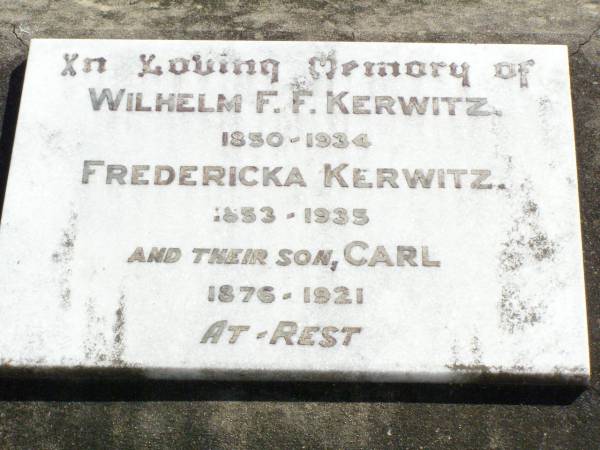 In Loving Memory of
WILHELM F. F. KERWITZ.
1850-1934
FREDERICKA KERWITZ.
1853-1935
AND THEIR SON, CARL
1876-1921
AT-REST